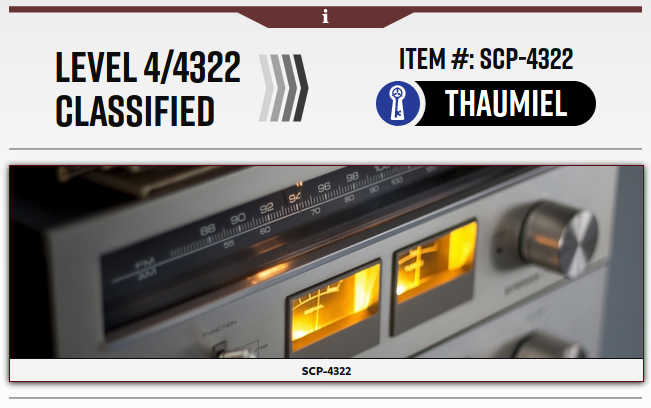 i
LEVEL 4/4322
CLASSIFIED
ITEM #: SCP-4322
THAUMIEL
88 90 92 94 96 98
55 60 70 80 90
FM
AM
FUNCTION
SCP-4322